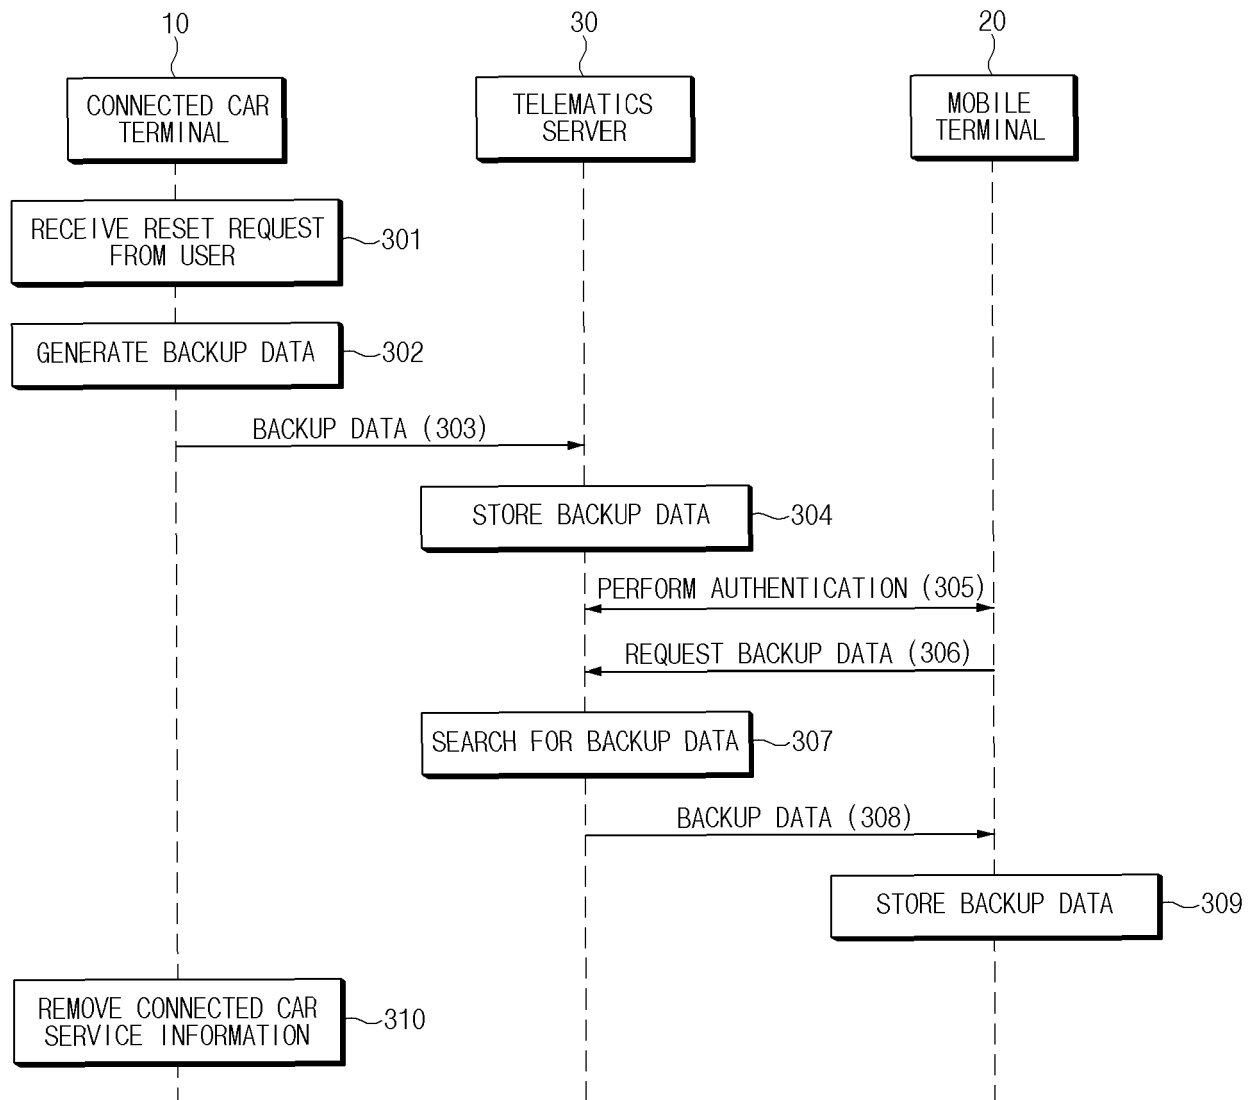 10
30
20
CONNECTED CAR
TERMINAL
TELEMATICS
SERVER
MOBILE
TERMINAL
RECEIVE RESET REQUEST
FROM USER
301
GENERATE BACKUP DATA
302
BACKUP DATA (303)
STORE BACKUP DATA
304
PERFORM AUTHENTICATION (305)
REQUEST BACKUP DATA (306)
SEARCH FOR BACKUP DATA
307
BACKUP DATA (308)
STORE BACKUP DATA
309
REMOVE CONNECTED CAR
SERVICE INFORMATION
310